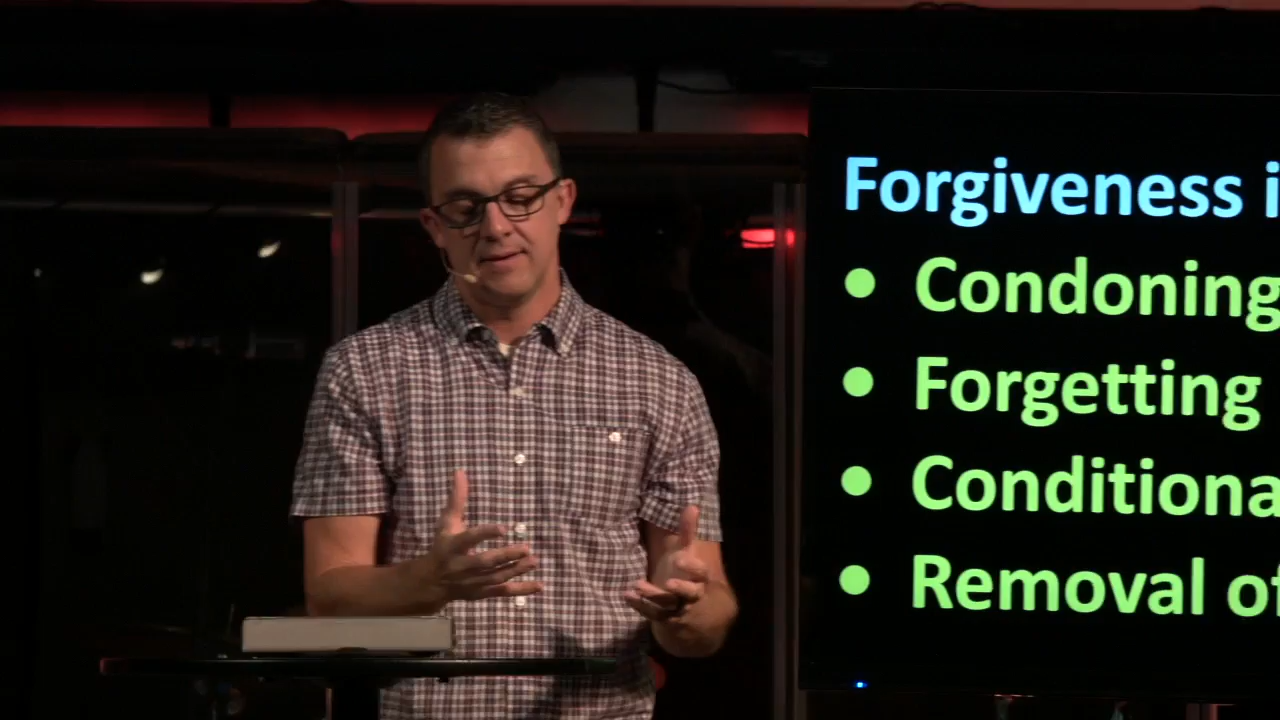 Forgiveness i
• Condoning
• Forgetting
• Conditiona
• Removal of